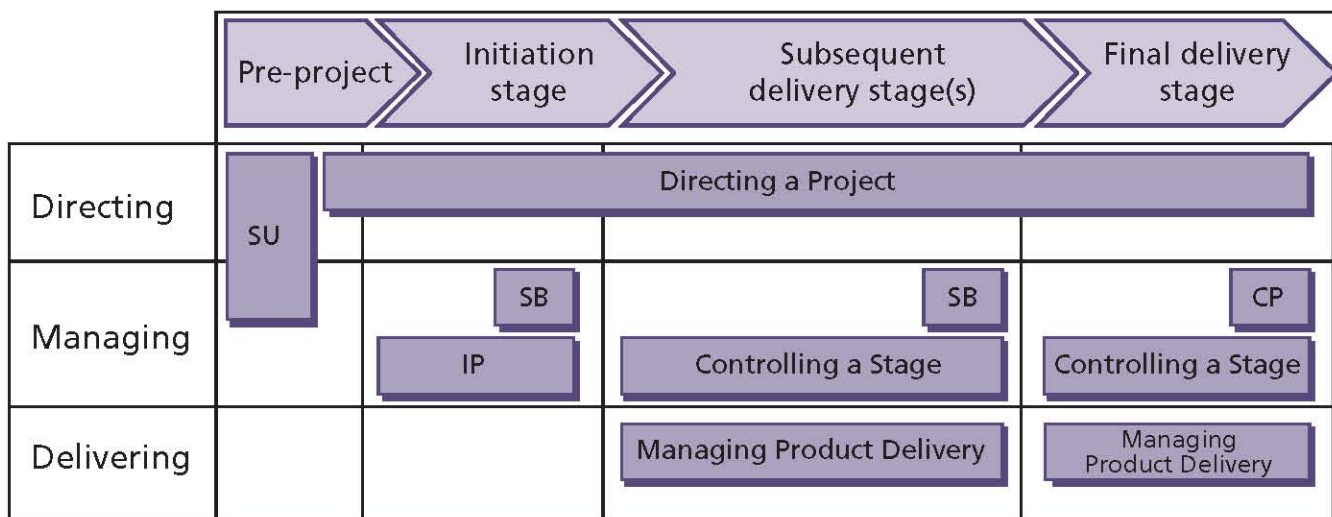 Pre-project
Initiation
stage
Subsequent
delivery stage(s)
Final delivery
stage
Directing
SU
Directing a Project
Managing
SB
SB
CP
IP
Controlling a Stage
Controlling a Stage
Delivering
Managing Product Delivery
Managing
Product Delivery